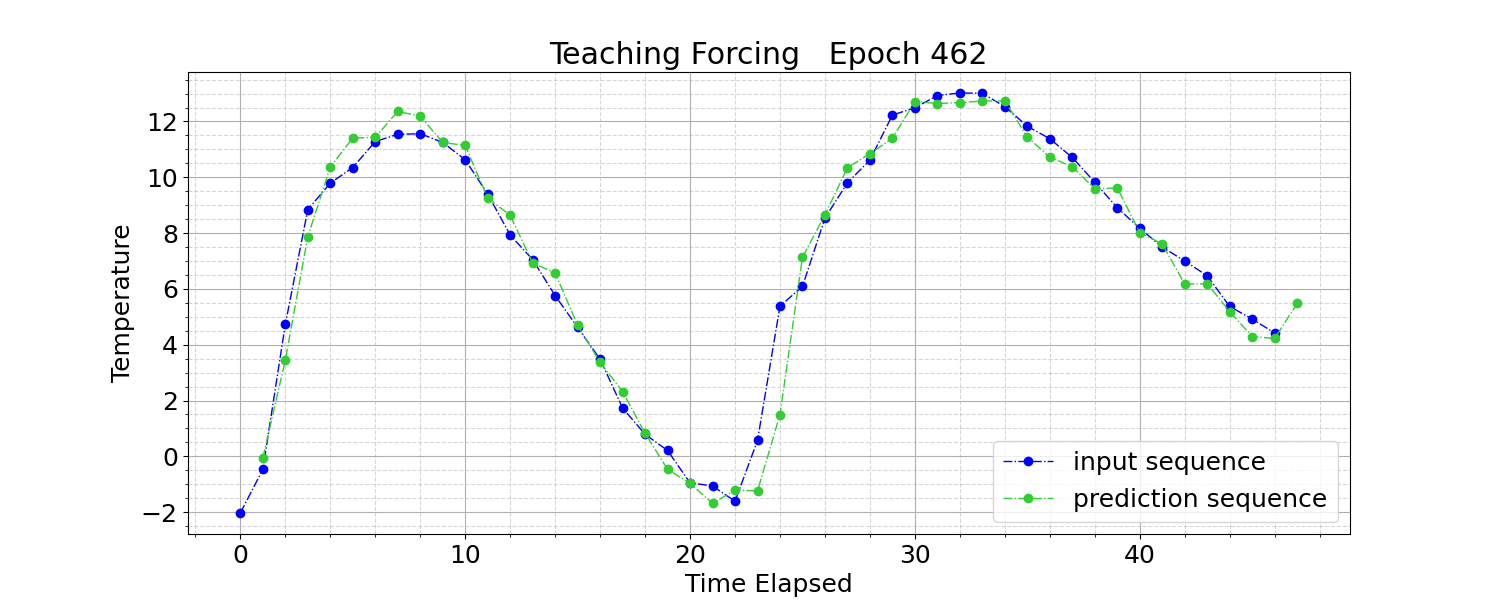 Teaching Forcing   Epoch 462
Temperature
12
10
8
6
4
2
0
−2
0 10 20 30 40
Time Elapsed
input sequence
prediction sequence